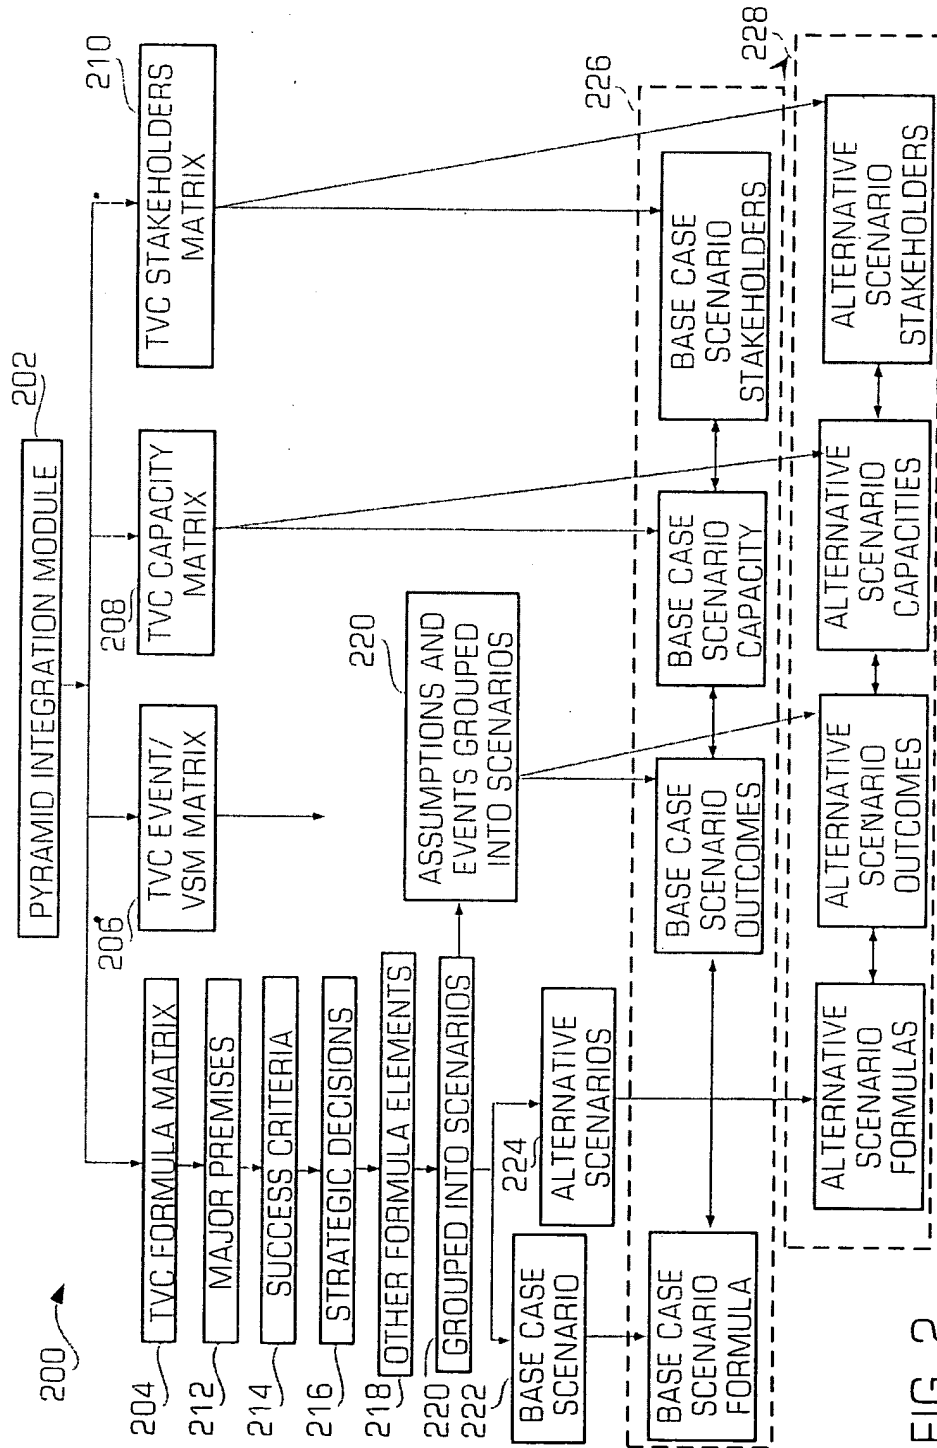 200
PYRAMID INTEGRATION MODULE
202
204
TVC FORMULA MATRIX
206
TVC EVENT/
VSM MATRIX
208
TVC CAPACITY
MATRIX
210
TVC STAKEHOLDERS
MATRIX
212
MAJOR PREMISES
214
SUCCESS CRITERIA
216
STRATEGIC DECISIONS
218
OTHER FORMULA ELEMENTS
220
GROUPED INTO SCENARIOS
220
ASSUMPTIONS AND
EVENTS GROUPED
INTO SCENARIOS
222
BASE CASE
SCENARIO
224
ALTERNATIVE
SCENARIOS
226
BASE CASE
SCENARIO
FORMULA
BASE CASE
SCENARIO
OUTCOMES
BASE CASE
SCENARIO
CAPACITY
BASE CASE
SCENARIO
STAKEHOLDERS
228
ALTERNATIVE
SCENARIO
FORMULAS
ALTERNATIVE
SCENARIO
OUTCOMES
ALTERNATIVE
SCENARIO
CAPACITIES
ALTERNATIVE
SCENARIO
STAKEHOLDERS
FIG. 2